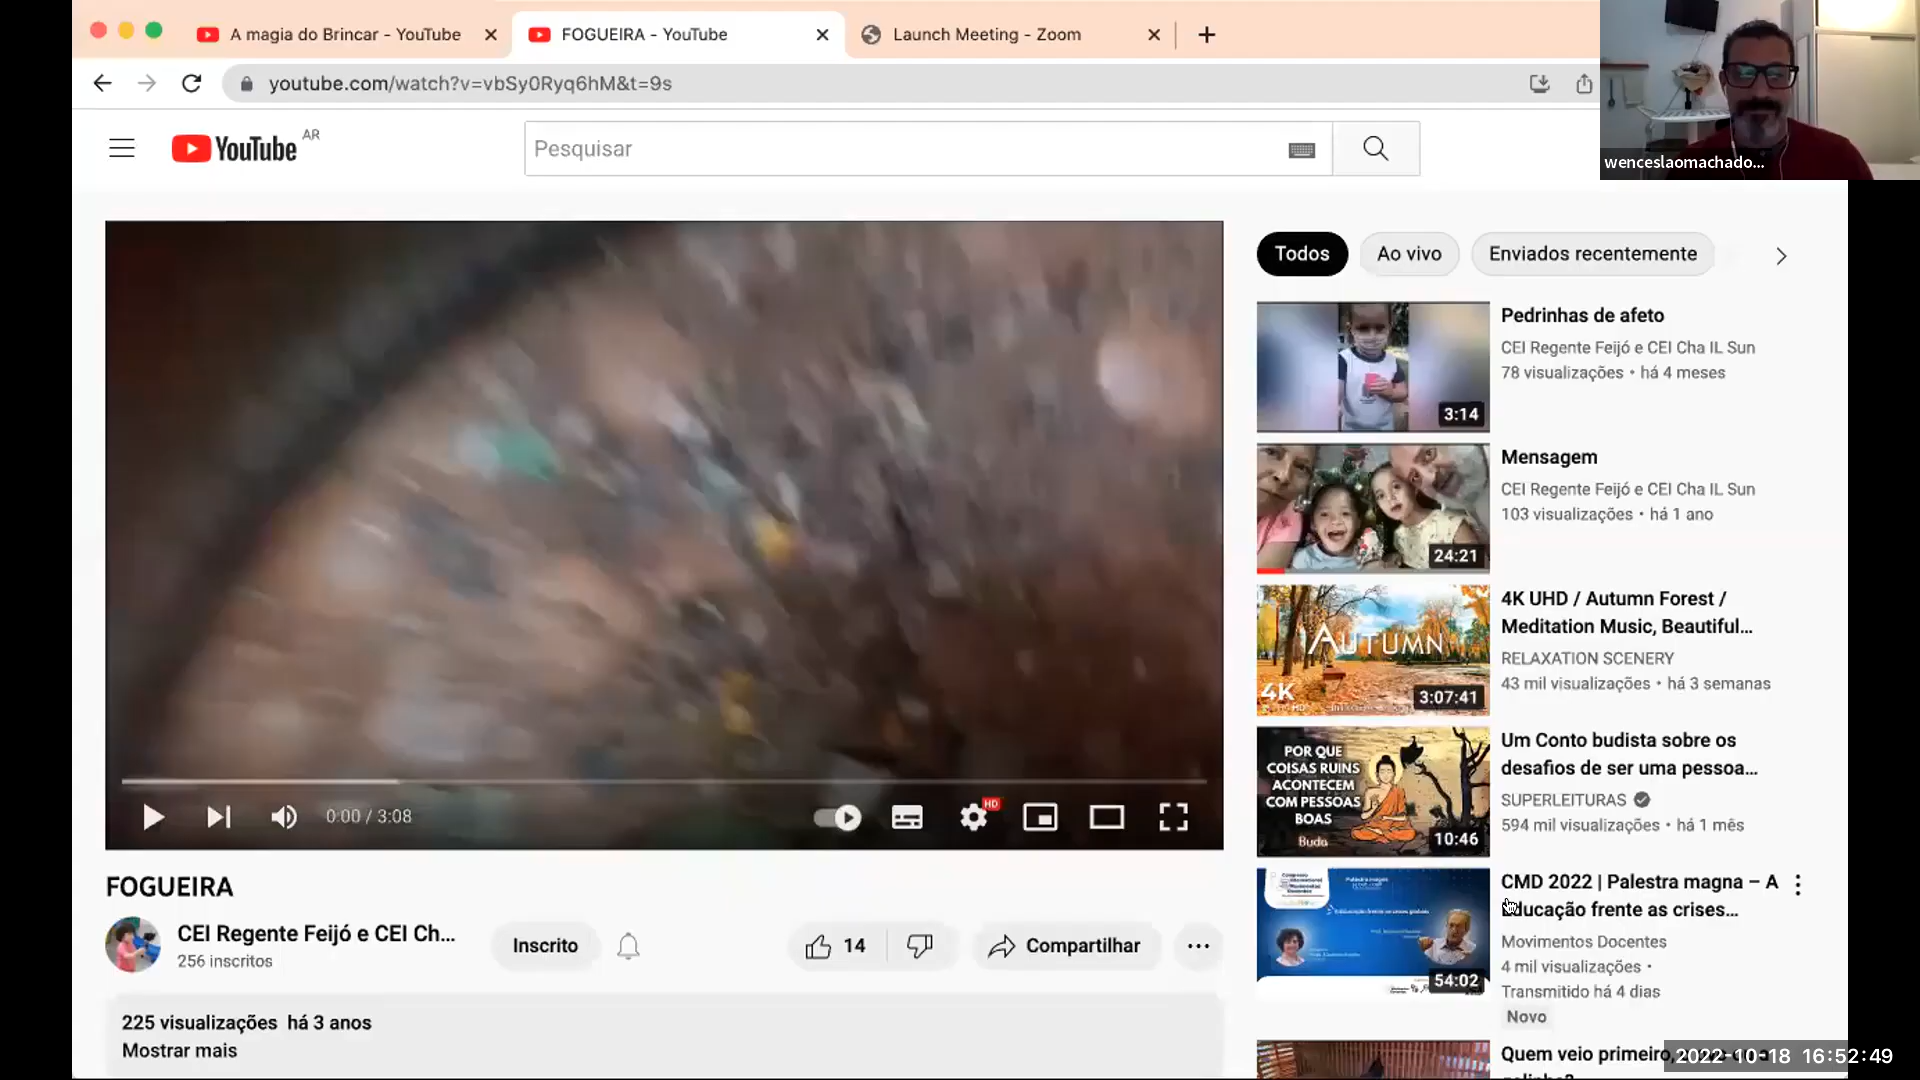 A magia do Brincar - YouTube
FOGUEIRA - YouTube
Launch Meeting - Zoom
youtube.com/watch?v=vbSy0Ryq6hM&t=9s
wenceslaomachado...
YouTube AR
Pesquisar
Todos
Ao vivo
Enviados recentemente
Pedrinhas de afeto
CEI Regente Feijó e CEI Cha IL Sun
78 visualizações • há 4 meses
3:14
Mensagem
CEI Regente Feijó e CEI Cha IL Sun
103 visualizações • há 1 ano
24:21
4K UHD / Autumn Forest /
Meditation Music, Beautiful...
RELAXATION SCENERY
43 mil visualizações • há 3 semanas
AUTUMN
4K
3:07:41
Um Conto budista sobre os
desafios de ser uma pessoa...
SUPERLEITURAS
594 mil visualizações • há 1 mês
POR QUE
COISAS RUINS
ACONTECEM
COM PESSOAS
BOAS
Buda
10:46
CMD 2022 | Palestra magna – A
Educação frente as crises...
Movimentos Docentes
4 mil visualizações •
Transmitido há 4 dias
Novo
54:02
Quem veio primeiro,
0:00 / 3:08
HD
FOGUEIRA
CEI Regente Feijó e CEI Ch...
256 inscritos
Inscrito
14
Compartilhar
225 visualizações há 3 anos
Mostrar mais
2022-10-18 16:52:49